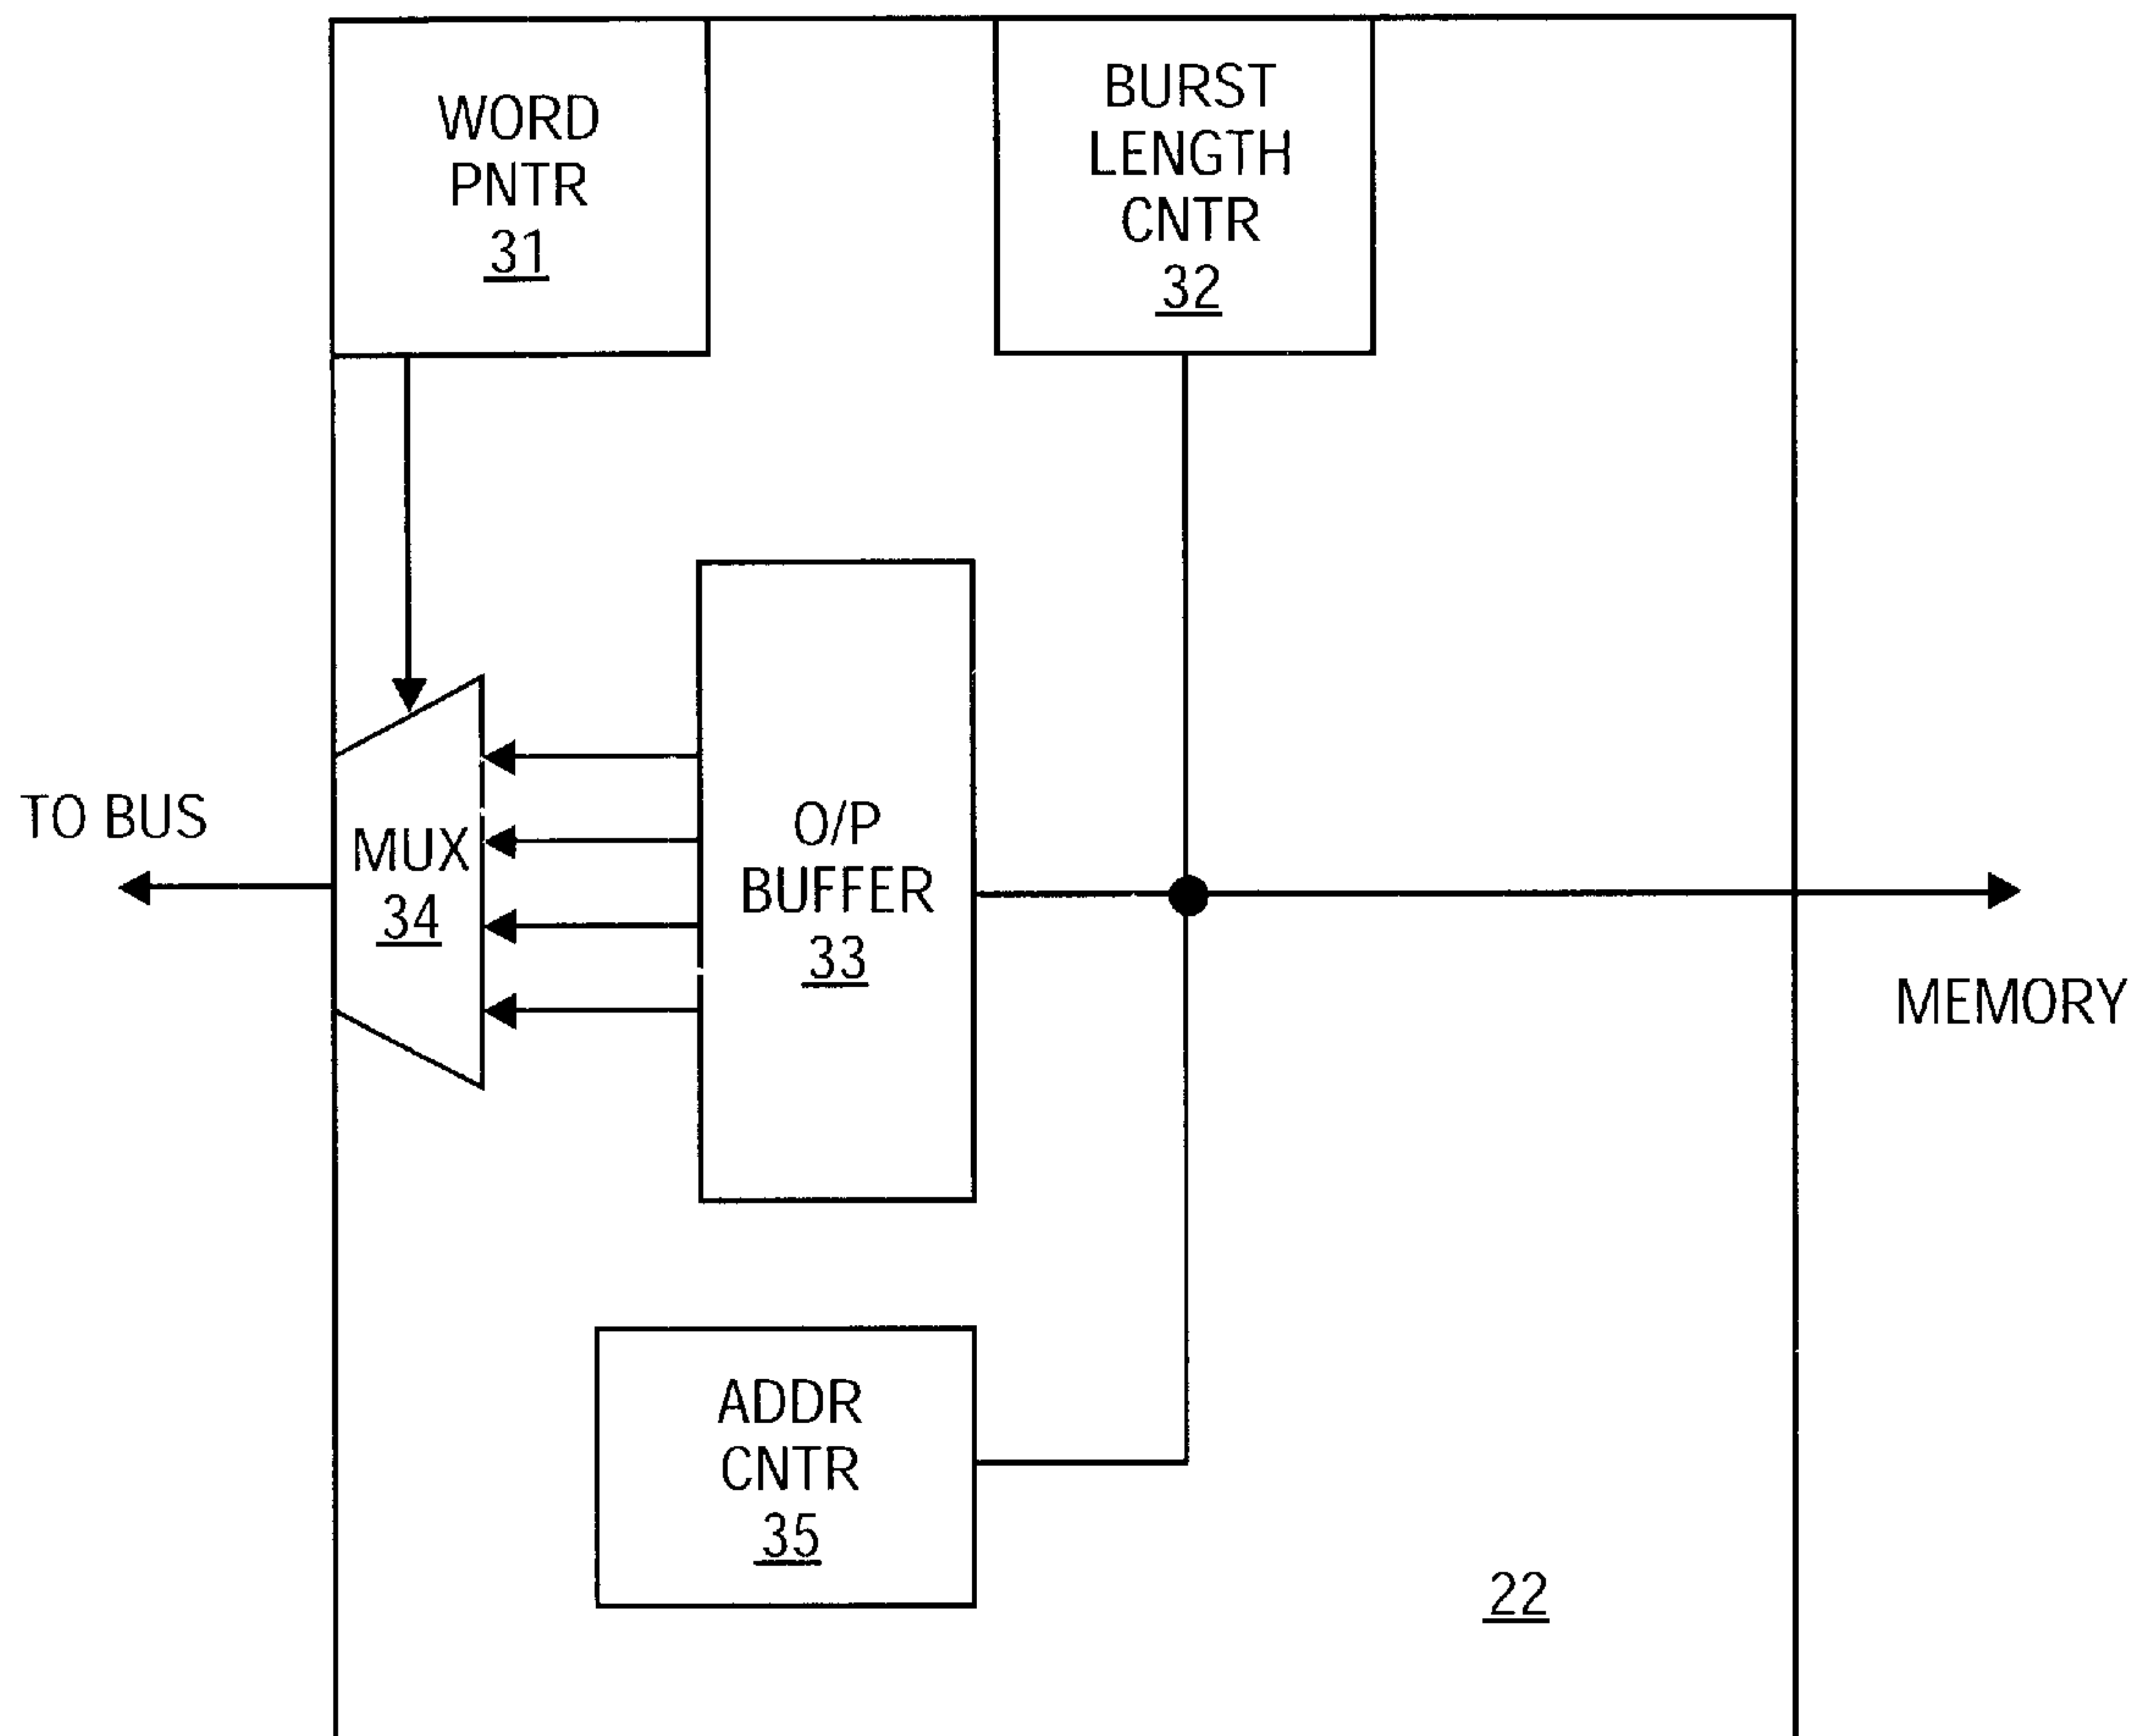 WORD
PNTR
31
BURST
LENGTH
CNTR
32
TO BUS
MUX
34
O/P
BUFFER
33
MEMORY
ADDR
CNTR
35
22